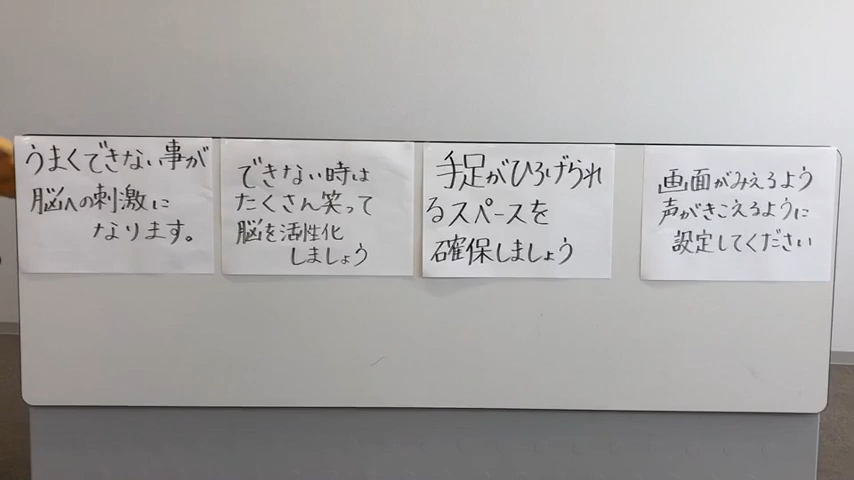 うまくできない事が
脳への刺激に
なります。
できない時は
たくさん笑って
脳を活性化
しましょう
手足がひろげられ
るスペースを
確保しましょう
画面がみえるよう
声がきこえるように
設定してください